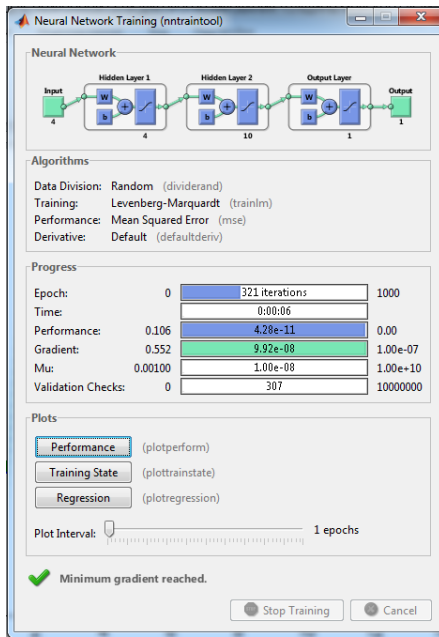 Neural Network Training (nntraintool)
Neural Network
Hidden Layer 1 Hidden Layer 2 Output Layer
Input Output
W W W
b b b
4 4 10 1 1
Algorithms
Data Division: Random (dividerand)
Training: Levenberg-Marquardt (trainlm)
Performance: Mean Squared Error (mse)
Derivative: Default (defaultderiv)
Progress
Epoch: 0 321 iterations 1000
Time: 0:00:06
Performance: 0.106 4.28e-11 0.00
Gradient: 0.552 9.92e-08 1.00e-07
Mu: 0.00100 1.00e-08 1.00e+10
Validation Checks: 0 307 10000000
Plots
Performance (plotperform)
Training State (plottrainstate)
Regression (plotregression)
Plot Interval: 1 epochs
Minimum gradient reached.
Stop Training Cancel